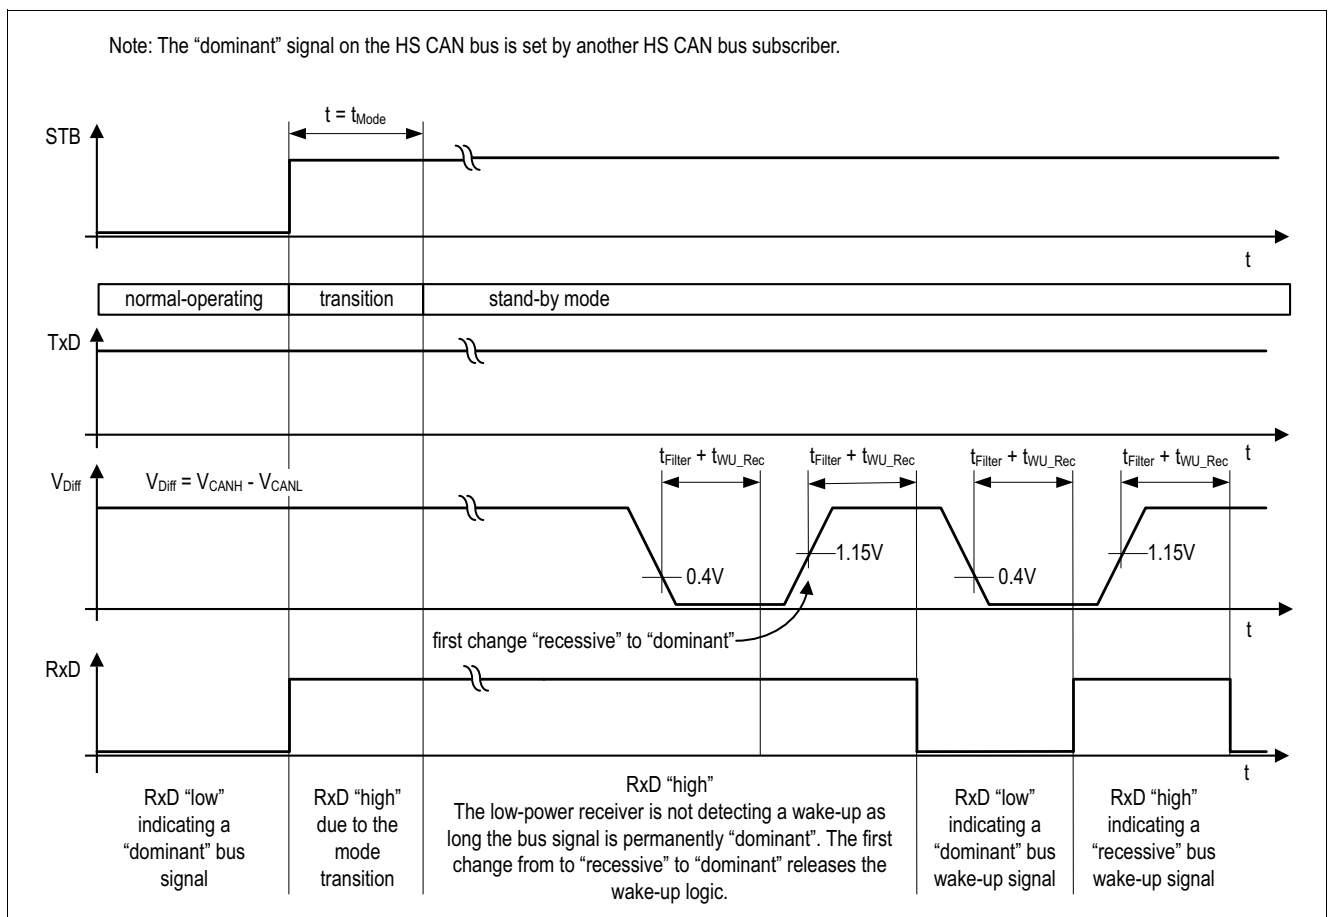 Note: The “dominant” signal on the HS CAN bus is set by another HS CAN bus subscriber.
t = tMode
STB
t
normal-operating transition stand-by mode
TxD
t
tFilter + tWU_Rec tFilter + tWU_Rec tFilter + tWU_Rec tFilter + tWU_Rec
VDiff VDiff = VCANH - VCANL
1.15V 1.15V
0.4V 0.4V
t
first change “recessive” to “dominant”
RxD
t
RxD “low”
indicating a
“dominant” bus
signal
RxD “high”
due to the
mode
transition
RxD “high”
The low-power receiver is not detecting a wake-up as
long the bus signal is permanently “dominant”. The first
change from to “recessive” to “dominant” releases the
wake-up logic.
RxD “low”
indicating a
“dominant” bus
wake-up signal
RxD “high”
indicating a
“recessive” bus
wake-up signal